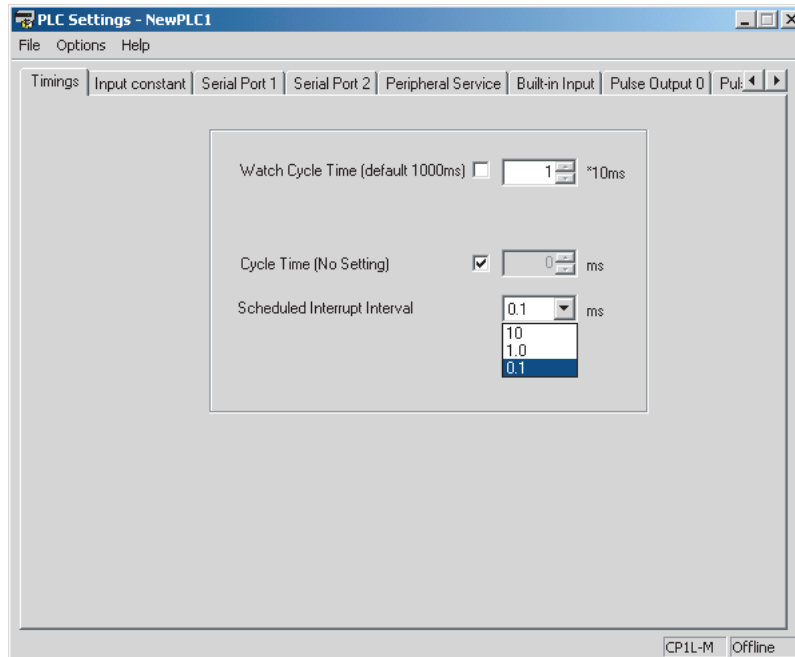 PLC Settings - NewPLC1
File Options Help
Timings Input constant Serial Port 1 Serial Port 2 Peripheral Service Built-in Input Pulse Output 0 Pul
Watch Cycle Time (default 1000ms) 1 *10ms
Cycle Time (No Setting) 0 ms
Scheduled Interrupt Interval 0.1 ms
10
1.0
0.1
CP1L-M Offline